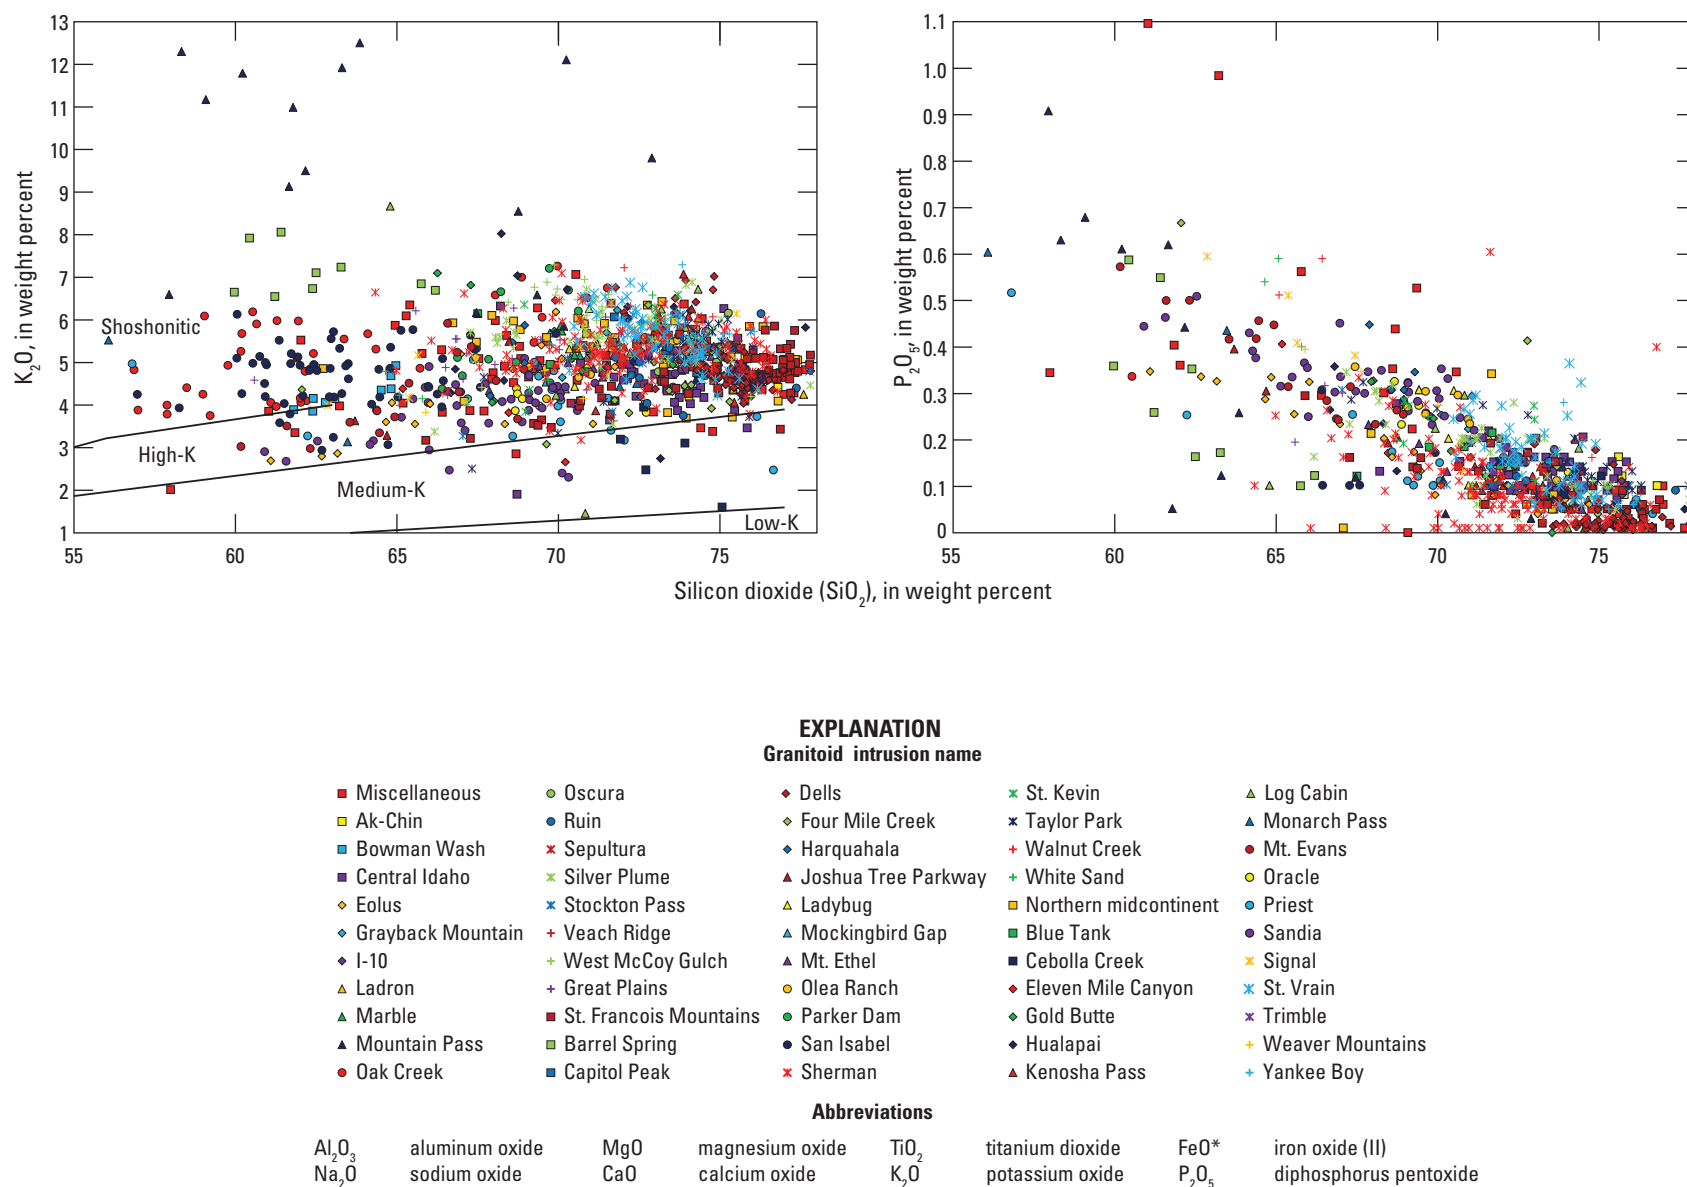 13
12
11
10
9
8
7
6
5
4
3
2
1
K₂O, in weight percent
Shoshonitic
High-K
Medium-K
Low-K
55
60
65
70
75
1.1
1.0
0.9
0.8
0.7
0.6
0.5
0.4
0.3
0.2
0.1
0
P₂O₅, in weight percent
55
60
65
70
75
Silicon dioxide (SiO₂), in weight percent
EXPLANATION
Granitoid intrusion name
Miscellaneous
Ak-Chin
Bowman Wash
Central Idaho
Eolus
Grayback Mountain
I-10
Ladron
Marble
Mountain Pass
Oak Creek
Oscura
Ruin
Sepultura
Silver Plume
Stockton Pass
Veach Ridge
West McCoy Gulch
Great Plains
St. Francois Mountains
Barrel Spring
Capitol Peak
Dells
Four Mile Creek
Harquahala
Joshua Tree Parkway
Ladybug
Mockingbird Gap
Mt. Ethel
Olea Ranch
Parker Dam
San Isabel
Sherman
St. Kevin
Taylor Park
Walnut Creek
White Sand
Northern midcontinent
Blue Tank
Cebolla Creek
Eleven Mile Canyon
Gold Butte
Hualapai
Kenosha Pass
Log Cabin
Monarch Pass
Mt. Evans
Oracle
Priest
Sandia
Signal
St. Vrain
Trimble
Weaver Mountains
Yankee Boy
Abbreviations
Al₂O₃ aluminum oxide MgO magnesium oxide TiO₂ titanium dioxide FeO* iron oxide (II)
Na₂O sodium oxide CaO calcium oxide K₂O potassium oxide P₂O₅ diphosphorus pentoxide